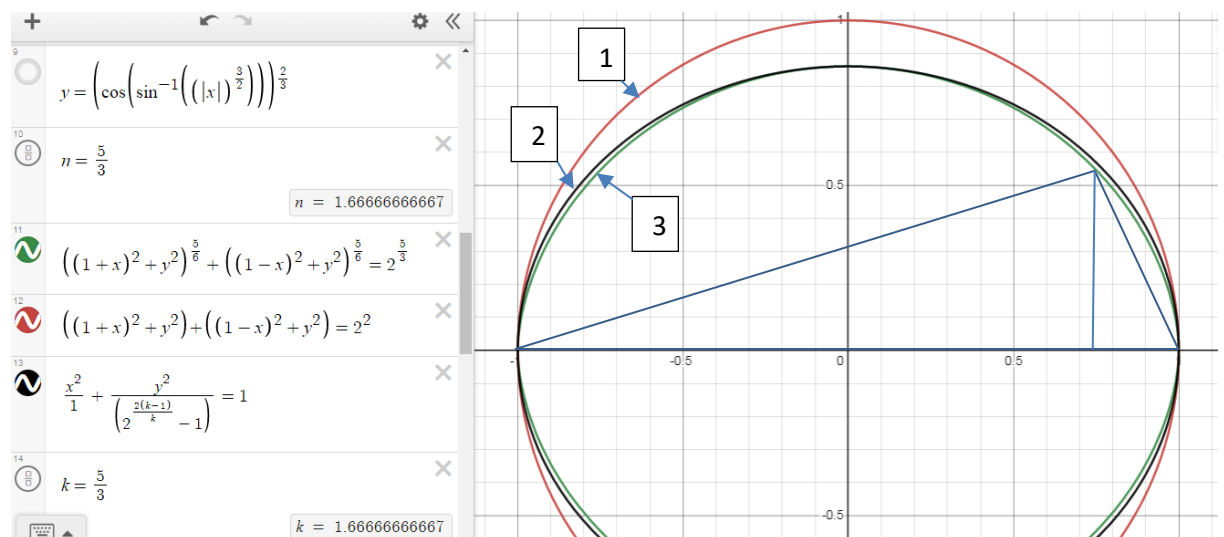 9
y = (cos(sin⁻¹((|x|)^(3/2))))^(2/3)
10
n = 5/3
n = 1.66666666667
11
((1+x)²+y²)^(5/6) + ((1−x)²+y²)^(5/6) = 2^(5/3)
12
((1+x)²+y²)+((1−x)²+y²) = 2²
13
x²/1 + y²/(2^(2(k−1)/k) − 1) = 1
14
k = 5/3
k = 1.66666666667
1
1
2
0.5
3
-1
-0.5
0
0.5
-0.5